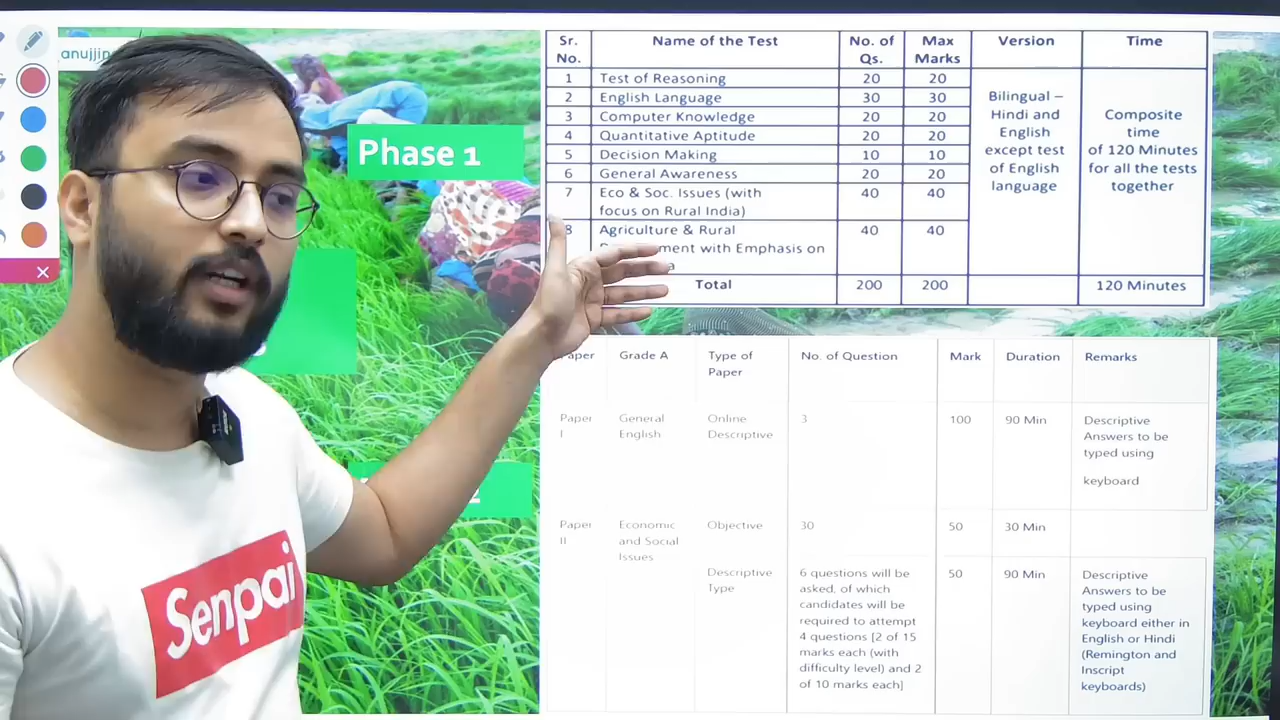 anujjin
Phase 1
Senpai
Sr. No. Name of the Test No. of Qs. Max Marks Version Time
1 Test of Reasoning 20 20
2 English Language 30 30
3 Computer Knowledge 20 20
4 Quantitative Aptitude 20 20
5 Decision Making 10 10
6 General Awareness 20 20
7 Eco & Soc. Issues (with 40 40
focus on Rural India)
8 Agriculture & Rural 40 40
ment with Emphasis on
a
Bilingual –
Hindi and
English
except test
of English
language
Composite
time
of 120 Minutes
for all the tests
together
Total 200 200 120 Minutes
aper Grade A Type of Paper No. of Question Mark Duration Remarks
Paper I General English Online Descriptive 3 100 90 Min Descriptive
Answers to be
typed using
keyboard
Paper II Economic and Social Issues Objective 30 50 30 Min
Descriptive Type 6 questions will be
asked, of which
candidates will be
required to attempt
4 questions [2 of 15
marks each (with
difficulty level) and 2
of 10 marks each]
50 90 Min
Descriptive
Answers to be
typed using
keyboard either in
English or Hindi
(Remington and
Inscript
keyboards)